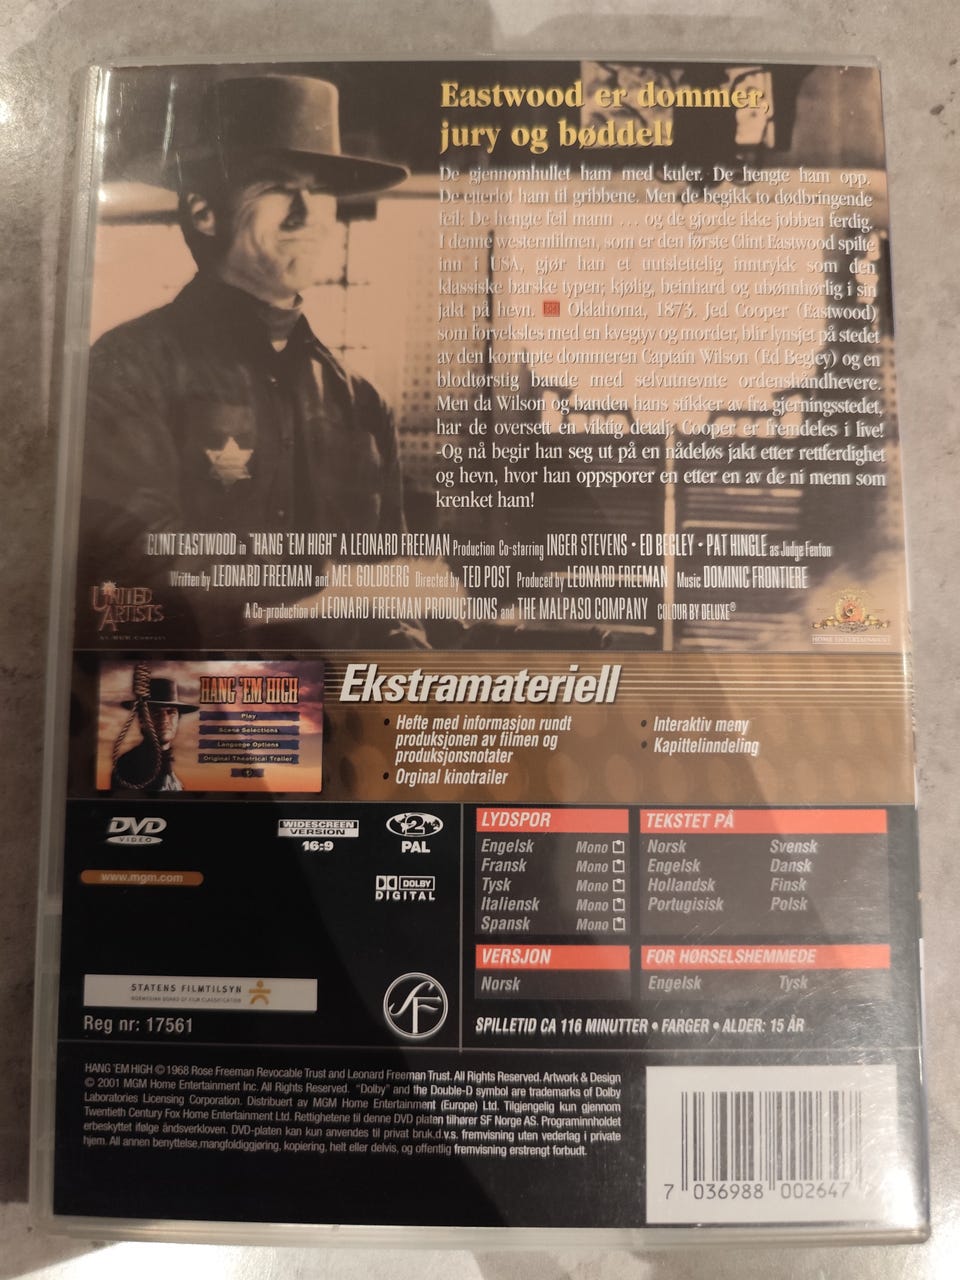 Eastwood er dommer,
jury og bøddel!
De gjennomhullet ham med kuler. De hengte ham opp.
De etterlot ham til gribbene. Men de begikk to dødbringende
feil: De hengte feil mann ... og de gjorde ikke jobben ferdig.
I denne westernfilmen, som er den første Clint Eastwood spilte
inn i USA, gjør han et uutslettelig inntrykk som den
klassiske barske typen; kjølig, beinhard og ubønnhørlig i sin
jakt på hevn. Oklahoma, 1873. Jed Cooper (Eastwood)
som forveksles med en kvegtyv og morder, blir lynsjet på stedet
av den korrupte dommeren Captain Wilson (Ed Begley) og en
blodtørstig bande med selvutnevnte ordenshåndhevere.
Men da Wilson og banden hans stikker av fra gjerningsstedet,
har de oversett en viktig detalj; Cooper er fremdeles i live!
-Og nå begir han seg ut på en nådeløs jakt etter rettferdighet
og hevn, hvor han oppsporer en etter en av de ni menn som
krenket ham!
CLINT EASTWOOD in "HANG 'EM HIGH" A LEONARD FREEMAN Production Co-starring INGER STEVENS • ED BEGLEY • PAT HINGLE as Judge Fenton
Written by LEONARD FREEMAN and MEL GOLDBERG Directed by TED POST Produced by LEONARD FREEMAN Music DOMINIC FRONTIERE
A Co-production of LEONARD FREEMAN PRODUCTIONS and THE MALPASO COMPANY COLOUR BY DELUXE®
UNITED
ARTISTS
An MGM Company
HOME ENTERTAINMENT
HANG 'EM HIGH
Play
Scene Selections
Language Options
Original Theatrical Trailer
Ekstramateriell
• Hefte med informasjon rundt
produksjonen av filmen og
produksjonsnotater
• Orginal kinotrailer
• Interaktiv meny
• Kapittelinndeling
DVD
VIDEO
WIDESCREEN
VERSION
16:9
2
PAL
www.mgm.com
DOLBY
DIGITAL
LYDSPOR
Engelsk Mono
Fransk Mono
Tysk Mono
Italiensk Mono
Spansk Mono
TEKSTET PÅ
Norsk Svensk
Engelsk Dansk
Hollandsk Finsk
Portugisisk Polsk
VERSJON
Norsk
FOR HØRSELSHEMMEDE
Engelsk Tysk
STATENS FILMTILSYN
NORWEGIAN BOARD OF FILM CLASSIFICATION
Reg nr: 17561
SF
SPILLETID CA 116 MINUTTER • FARGER • ALDER: 15 ÅR
HANG 'EM HIGH © 1968 Rose Freeman Revocable Trust and Leonard Freeman Trust. All Rights Reserved. Artwork & Design
© 2001 MGM Home Entertainment Inc. All Rights Reserved. "Dolby" and the Double-D symbol are trademarks of Dolby
Laboratories Licensing Corporation. Distribuert av MGM Home Entertainment (Europe) Ltd. Tilgjengelig kun gjennom
Twentieth Century Fox Home Entertainment Ltd. Rettighetene til denne DVD platen tilhører SF Norge AS. Programinnholdet
erbeskyttet ifølge åndsverkloven. DVD-platen kan kun anvendes til privat bruk.d.v.s. fremvisning uten vederlag i private
hjem. All annen benyttelse,mangfoldiggjøring, kopiering, helt eller delvis, og offentlig fremvisning erstrengt forbudt.
7 036988 002647